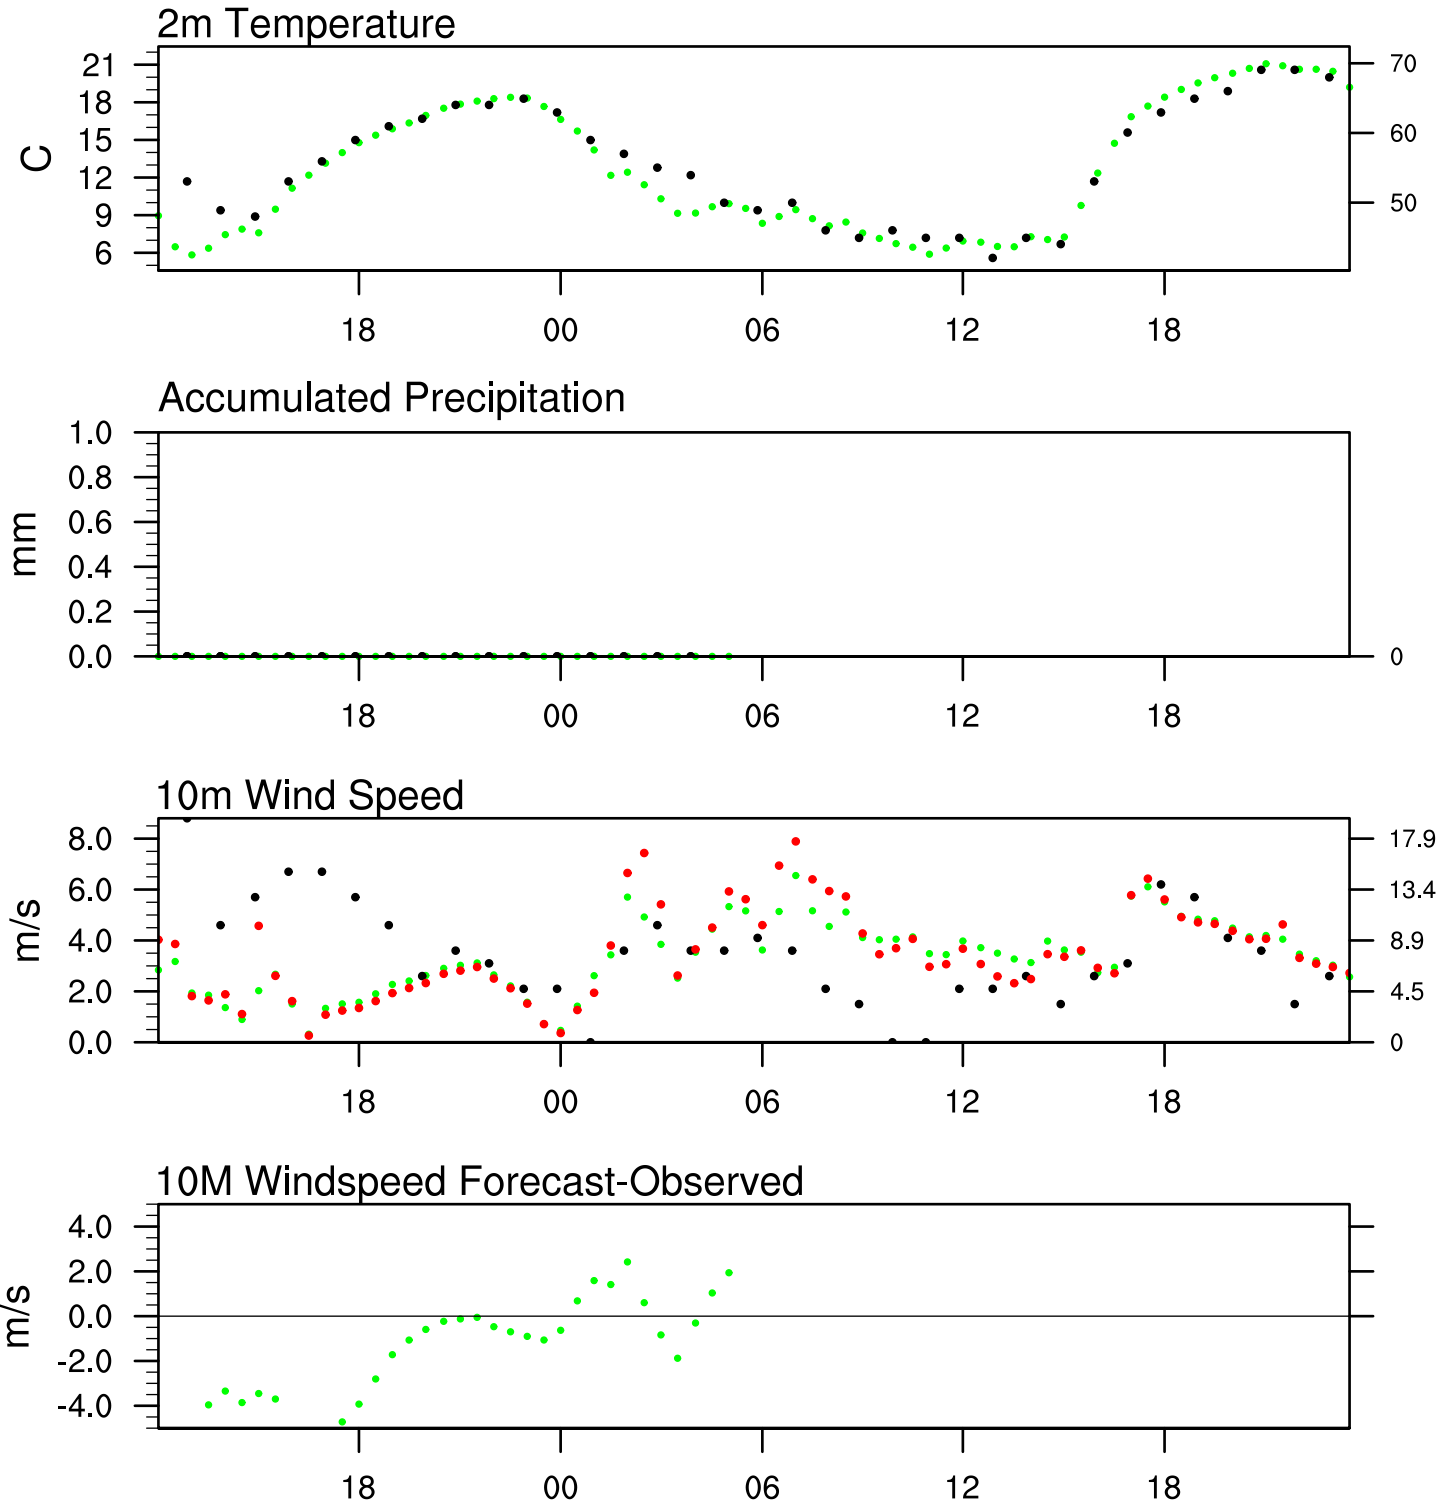 2m Temperature
21
70
18
15
60
C
12
9
50
6
18 00 06 12 18
Accumulated Precipitation
1.0
0.8
0.6
mm
0.4
0.2
0.0
0
18 00 06 12 18
10m Wind Speed
8.0
17.9
6.0
13.4
m/s
4.0
8.9
2.0
4.5
0.0
0
18 00 06 12 18
10M Windspeed Forecast-Observed
4.0
2.0
m/s
0.0
-2.0
-4.0
18 00 06 12 18